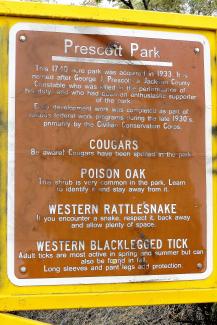 Prescott Park
This 1740 acre park was acquired in 1933. It is
named after George J. Prescott, a Jackson County
Constable who was killed in the performance of
his duty, and who had been an enthusiastic supporter
of the park.
Early development work was completed as part of
various federal work programs during the late 1930's,
primarily by the Civilian Conservation Corps.
COUGARS
Be aware! Cougars have been spotted in the park.
POISON OAK
This shrub is very common in the park. Learn
to identify it and stay away from it.
WESTERN RATTLESNAKE
If you encounter a snake, respect it, back away
and allow plenty of space.
WESTERN BLACKLEGGED TICK
Adult ticks are most active in spring and summer but can
also be found in fall.
Long sleeves and pant legs add protection